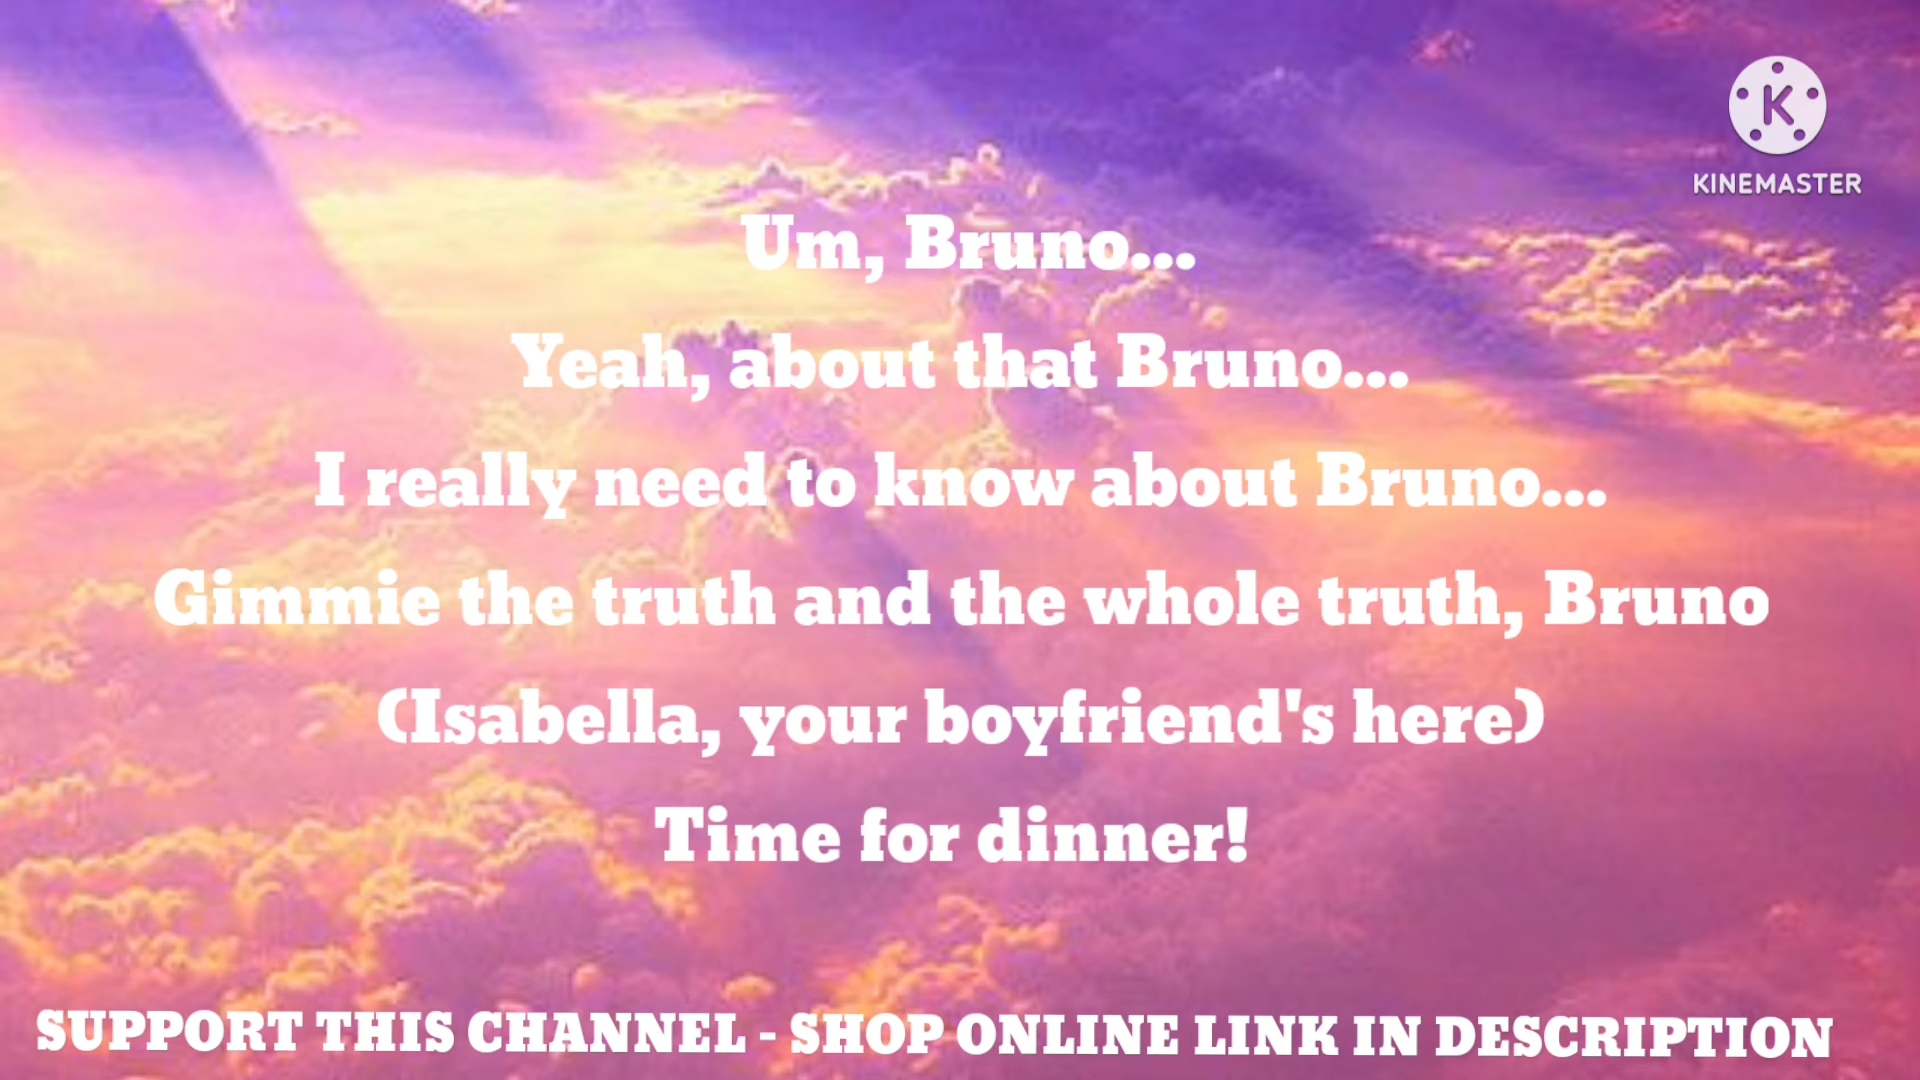 K
KINEMASTER
Um, Bruno...
Yeah, about that Bruno...
I really need to know about Bruno...
Gimmie the truth and the whole truth, Bruno
(Isabella, your boyfriend's here)
Time for dinner!
SUPPORT THIS CHANNEL - SHOP ONLINE LINK IN DESCRIPTION